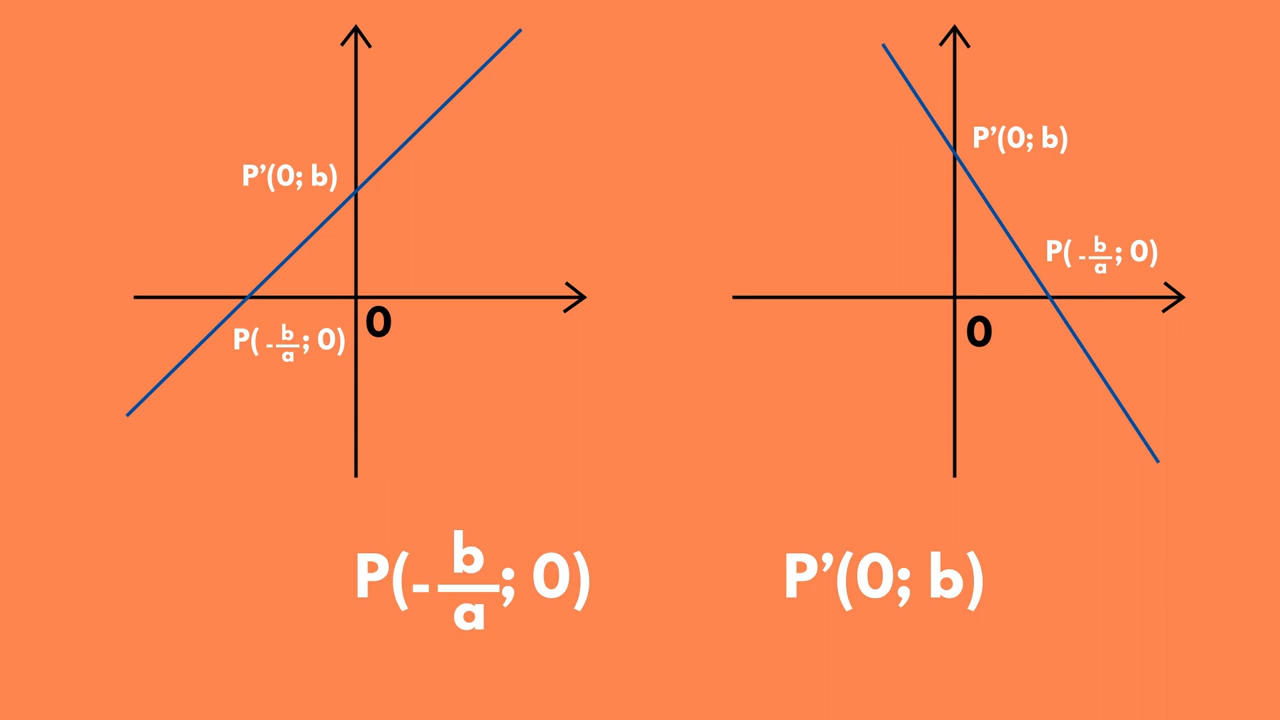 P'(0; b)
P( -b/a; 0)
0
P'(0; b)
P( -b/a; 0)
0
P(-b/a; 0)
P'(0; b)